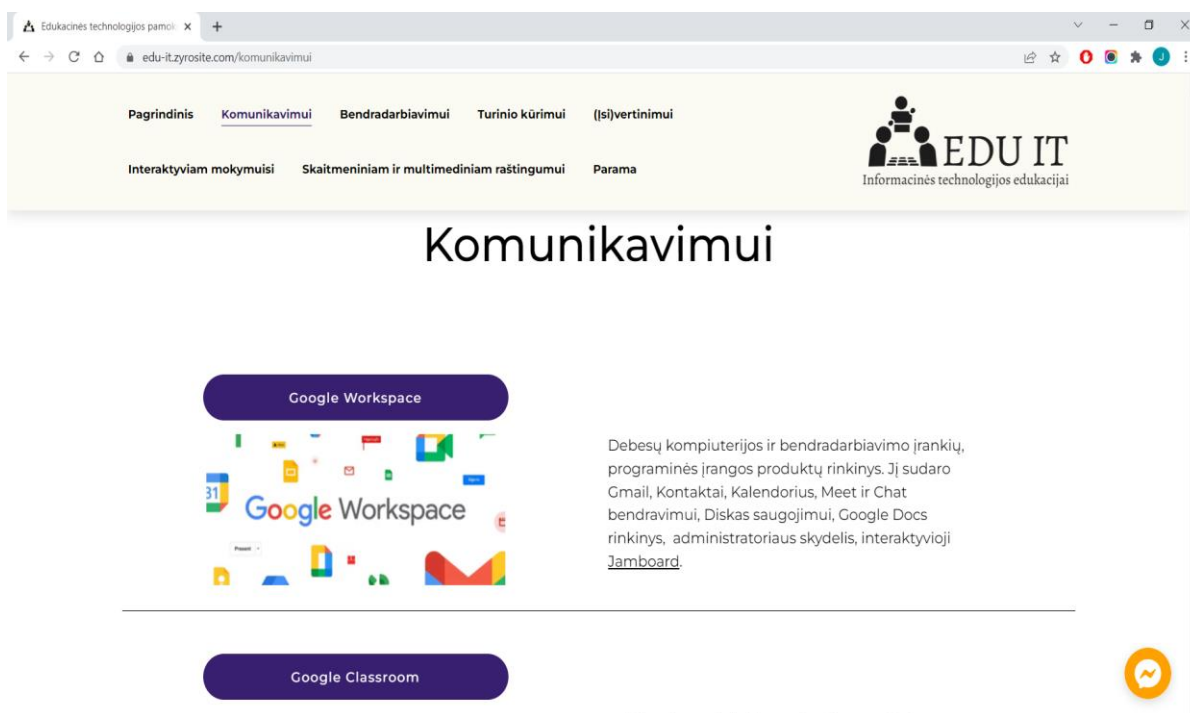 Edukacinės technologijos pamok
edu-it.zyrosite.com/komunikavimui
J
Pagrindinis Komunikavimui Bendradarbiavimui Turinio kūrimui (Įsi)vertinimui
Interaktyviam mokymuisi Skaitmeniniam ir multimediniam raštingumui Parama
EDU IT
Informacinės technologijos edukacijai
Komunikavimui
Google Workspace
31
Google Workspace
Present
Debesų kompiuterijos ir bendradarbiavimo įrankių,
programinės įrangos produktų rinkinys. Jį sudaro
Gmail, Kontaktai, Kalendorius, Meet ir Chat
bendravimui, Diskas saugojimui, Google Docs
rinkinys, administratoriaus skydelis, interaktyvioji
Jamboard.
Google Classroom